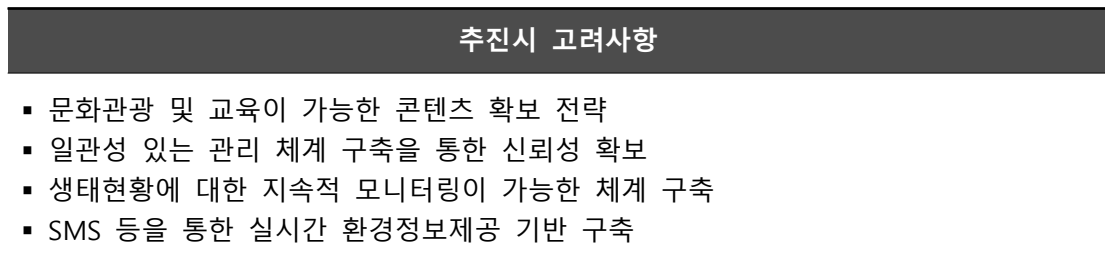 추진시 고려사항
▪ 문화관광 및 교육이 가능한 콘텐츠 확보 전략
▪ 일관성 있는 관리 체계 구축을 통한 신뢰성 확보
▪ 생태현황에 대한 지속적 모니터링이 가능한 체계 구축
▪ SMS 등을 통한 실시간 환경정보제공 기반 구축